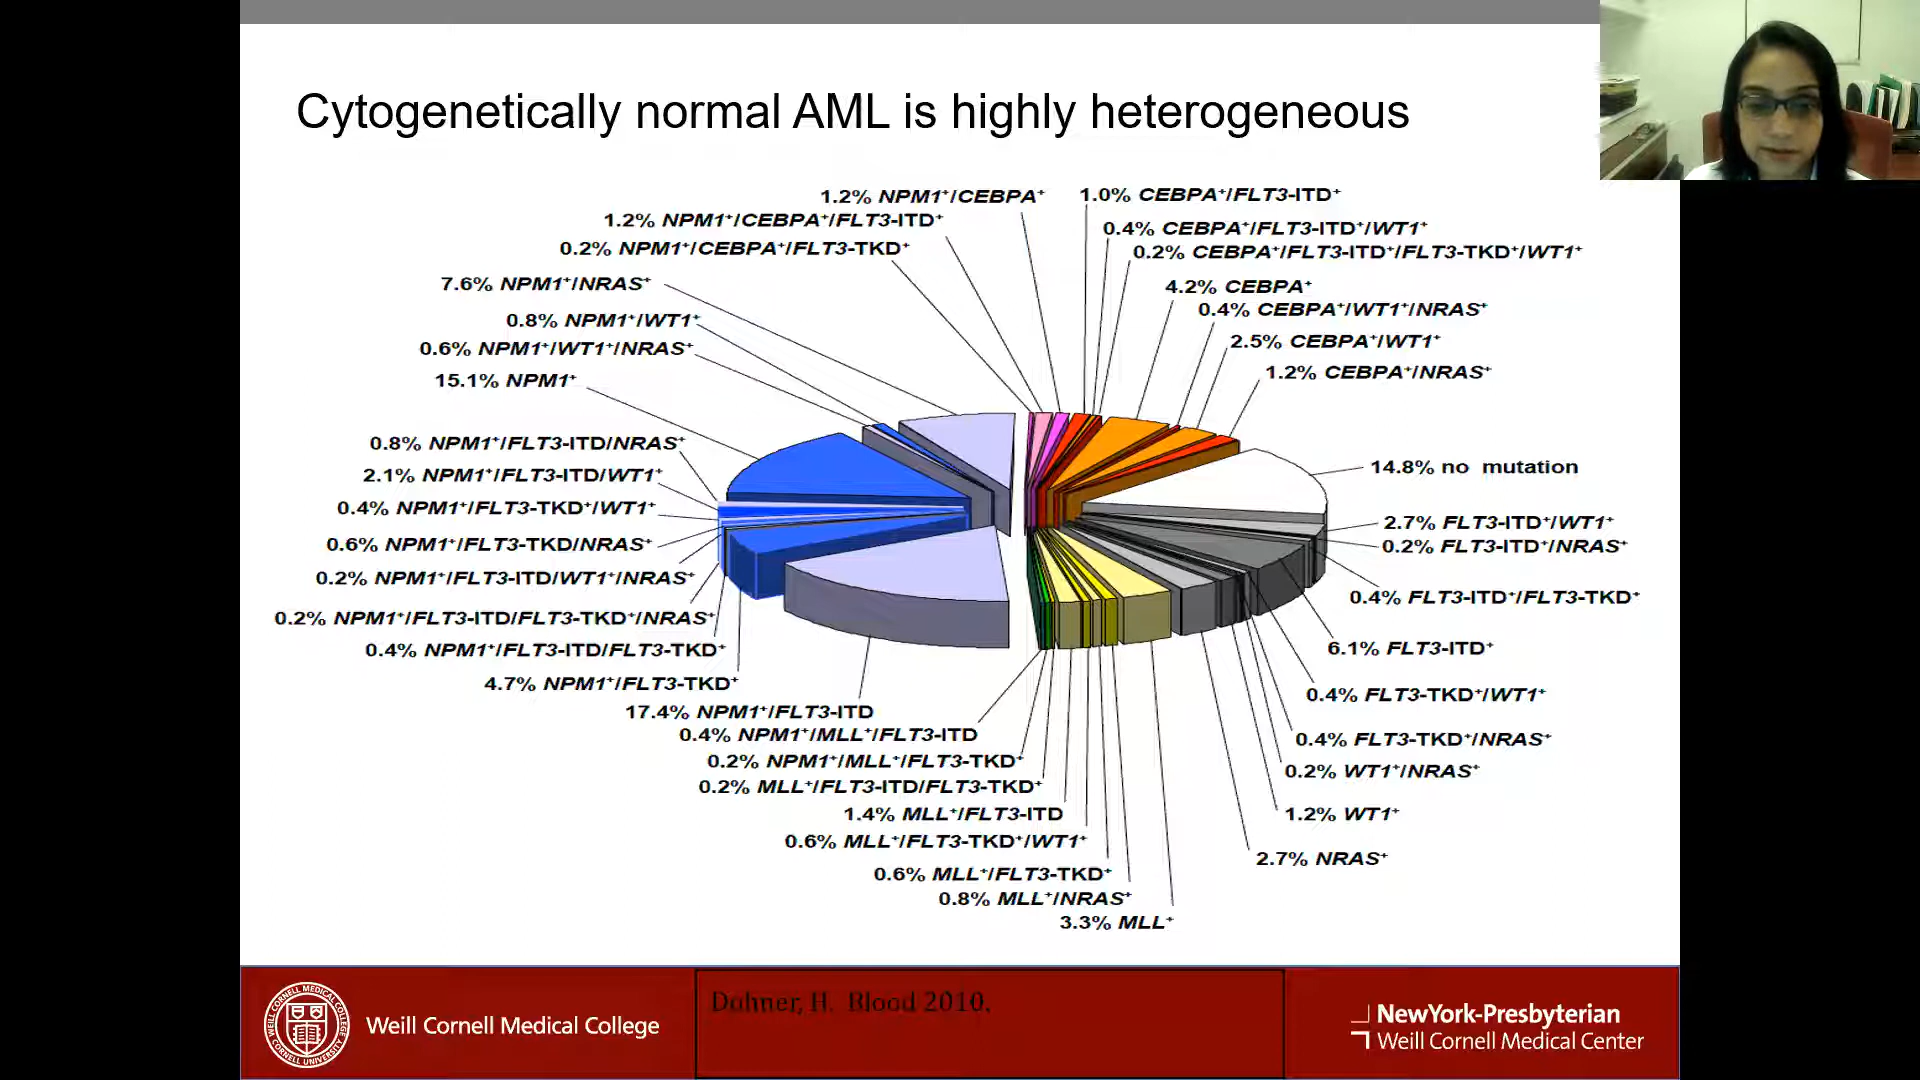 Cytogenetically normal AML is highly heterogeneous
1.2% NPM1+/CEBPA+
1.2% NPM1+/CEBPA+/FLT3-ITD+
0.2% NPM1+/CEBPA+/FLT3-TKD+
7.6% NPM1+/NRAS+
0.8% NPM1+/WT1+
0.6% NPM1+/WT1+/NRAS+
15.1% NPM1+
0.8% NPM1+/FLT3-ITD/NRAS+
2.1% NPM1+/FLT3-ITD/WT1+
0.4% NPM1+/FLT3-TKD+/WT1+
0.6% NPM1+/FLT3-TKD/NRAS+
0.2% NPM1+/FLT3-ITD/WT1+/NRAS+
0.2% NPM1+/FLT3-ITD/FLT3-TKD+/NRAS+
0.4% NPM1+/FLT3-ITD/FLT3-TKD+
4.7% NPM1+/FLT3-TKD+
17.4% NPM1+/FLT3-ITD
0.4% NPM1+/MLL+/FLT3-ITD
0.2% NPM1+/MLL+/FLT3-TKD+
0.2% MLL+/FLT3-ITD/FLT3-TKD+
1.4% MLL+/FLT3-ITD
0.6% MLL+/FLT3-TKD+/WT1+
0.6% MLL+/FLT3-TKD+
0.8% MLL+/NRAS+
3.3% MLL+
1.0% CEBPA+/FLT3-ITD+
0.4% CEBPA+/FLT3-ITD+/WT1+
0.2% CEBPA+/FLT3-ITD+/FLT3-TKD+/WT1+
4.2% CEBPA+
0.4% CEBPA+/WT1+/NRAS+
2.5% CEBPA+/WT1+
1.2% CEBPA+/NRAS+
14.8% no mutation
2.7% FLT3-ITD+/WT1+
0.2% FLT3-ITD+/NRAS+
0.4% FLT3-ITD+/FLT3-TKD+
6.1% FLT3-ITD+
0.4% FLT3-TKD+/WT1+
0.4% FLT3-TKD+/NRAS+
0.2% WT1+/NRAS+
1.2% WT1+
2.7% NRAS+
WEILL CORNELL MEDICAL COLLEGE
CORNELL UNIVERSITY
Weill Cornell Medical College
Dohner, H. Blood 2010.
NewYork-Presbyterian
Weill Cornell Medical Center